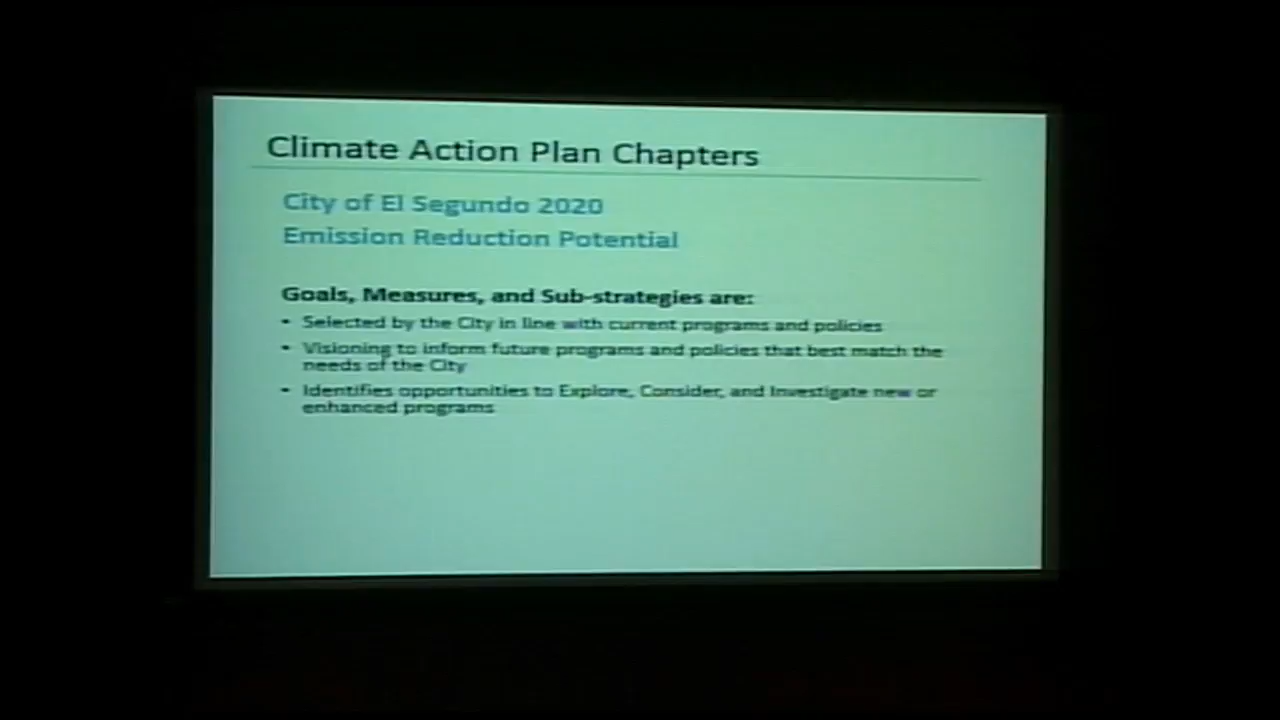 Climate Action Plan Chapters
City of El Segundo 2020
Emission Reduction Potential
Goals, Measures, and Sub-strategies are:
• Selected by the City in line with current programs and policies
• Visioning to inform future programs and policies that best match the
needs of the City
• Identifies opportunities to Explore, Consider, and Investigate new or
enhanced programs